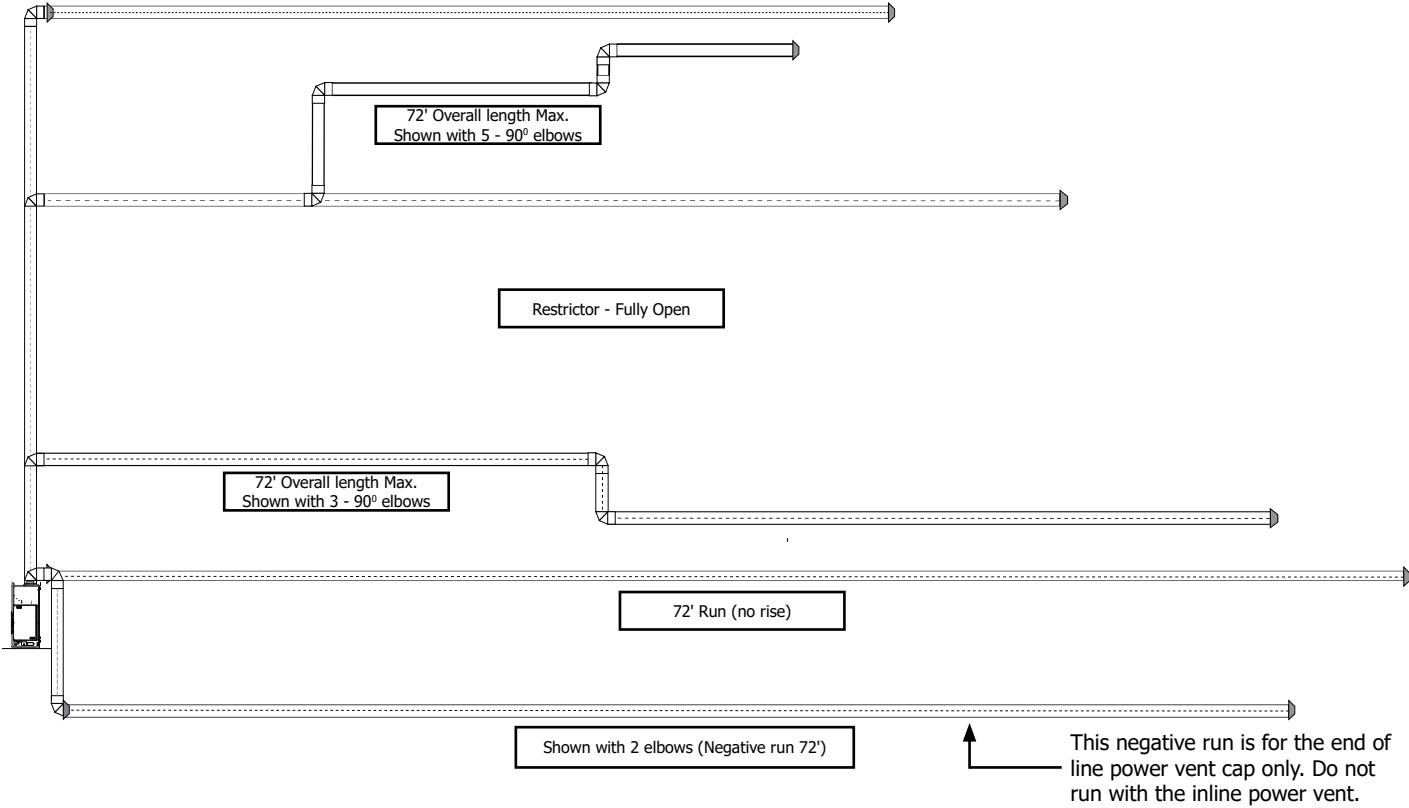 72' Overall length Max.
Shown with 5 - 90⁰ elbows
Restrictor - Fully Open
72' Overall length Max.
Shown with 3 - 90⁰ elbows
72' Run (no rise)
Shown with 2 elbows (Negative run 72')
This negative run is for the end of
line power vent cap only. Do not
run with the inline power vent.